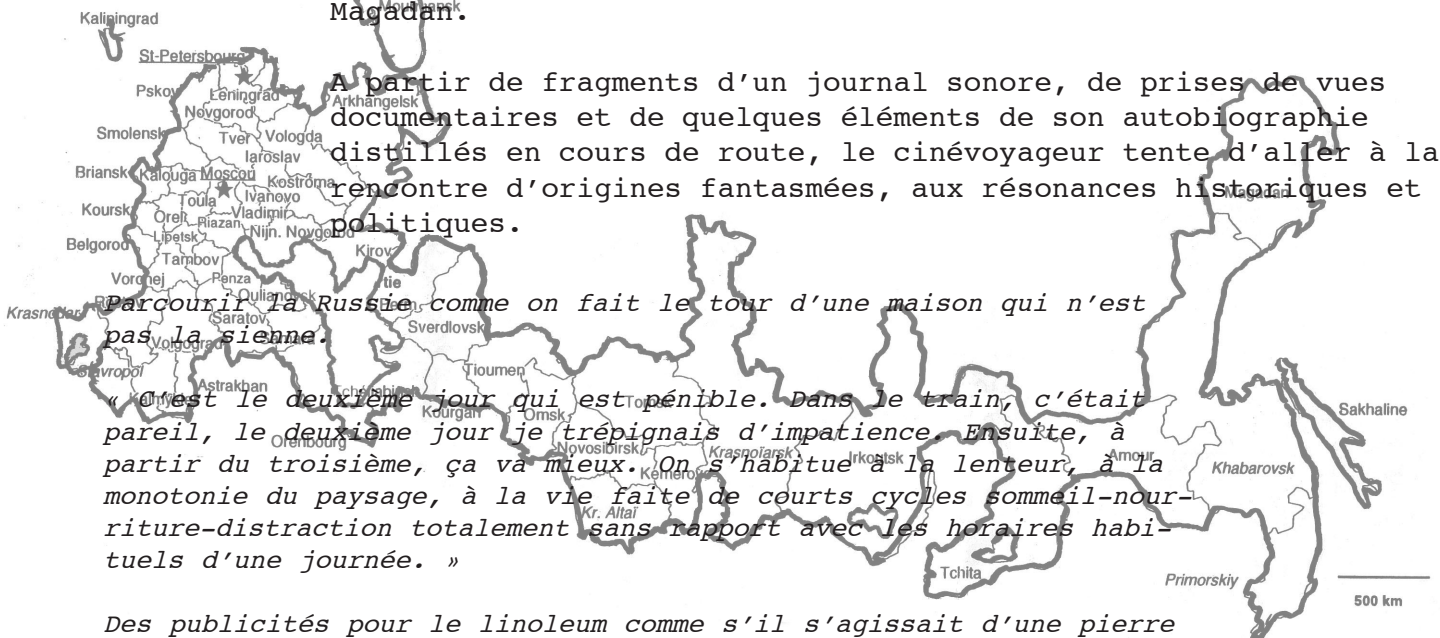 Magadan.
A partir de fragments d'un journal sonore, de prises de vues
documentaires et de quelques éléments de son autobiographie
distillés en cours de route, le cinévoyageur tente d'aller à la
rencontre d'origines fantasmées, aux résonances historiques et
politiques.
Parcourir la Russie comme on fait le tour d'une maison qui n'est
pas la sienne.
« C'est le deuxième jour qui est pénible. Dans le train, c'était
pareil, le deuxième jour je trépignais d'impatience. Ensuite, à
partir du troisième, ça va mieux. On s'habitue à la lenteur, à la
monotonie du paysage, à la vie faite de courts cycles sommeil-nour-
riture-distraction totalement sans rapport avec les horaires habi-
tuels d'une journée. »
Des publicités pour le linoleum comme s'il s'agissait d'une pierre
Kaliningrad
St-Petersbourg
Pskov
Leningrad
Arkhangelsk
Novgorod
Smolensk
Tver
Vologda
Iaroslav
Briansk
Kalouga
Moscou
Kostroma
Toula
Ivanovo
Koursk
Orel
Riazan
Vladimir
Nijn. Novgorod
Lipetsk
Belgorod
Kirov
Tambov
Voronej
Penza
Oulianovsk
tie
Perm
Krasnodar
Saratov
Samara
Sverdlovsk
Volgograd
Stavropol
Astrakhan
Tioumen
Kourgan
Omsk
Tomsk
Orenbourg
Novosibirsk
Krasnoïarsk
Kemerovo
Irkoutsk
Kr. Altaï
Tchita
Amour
Khabarovsk
Magadan
Sakhaline
Primorskiy
500 km